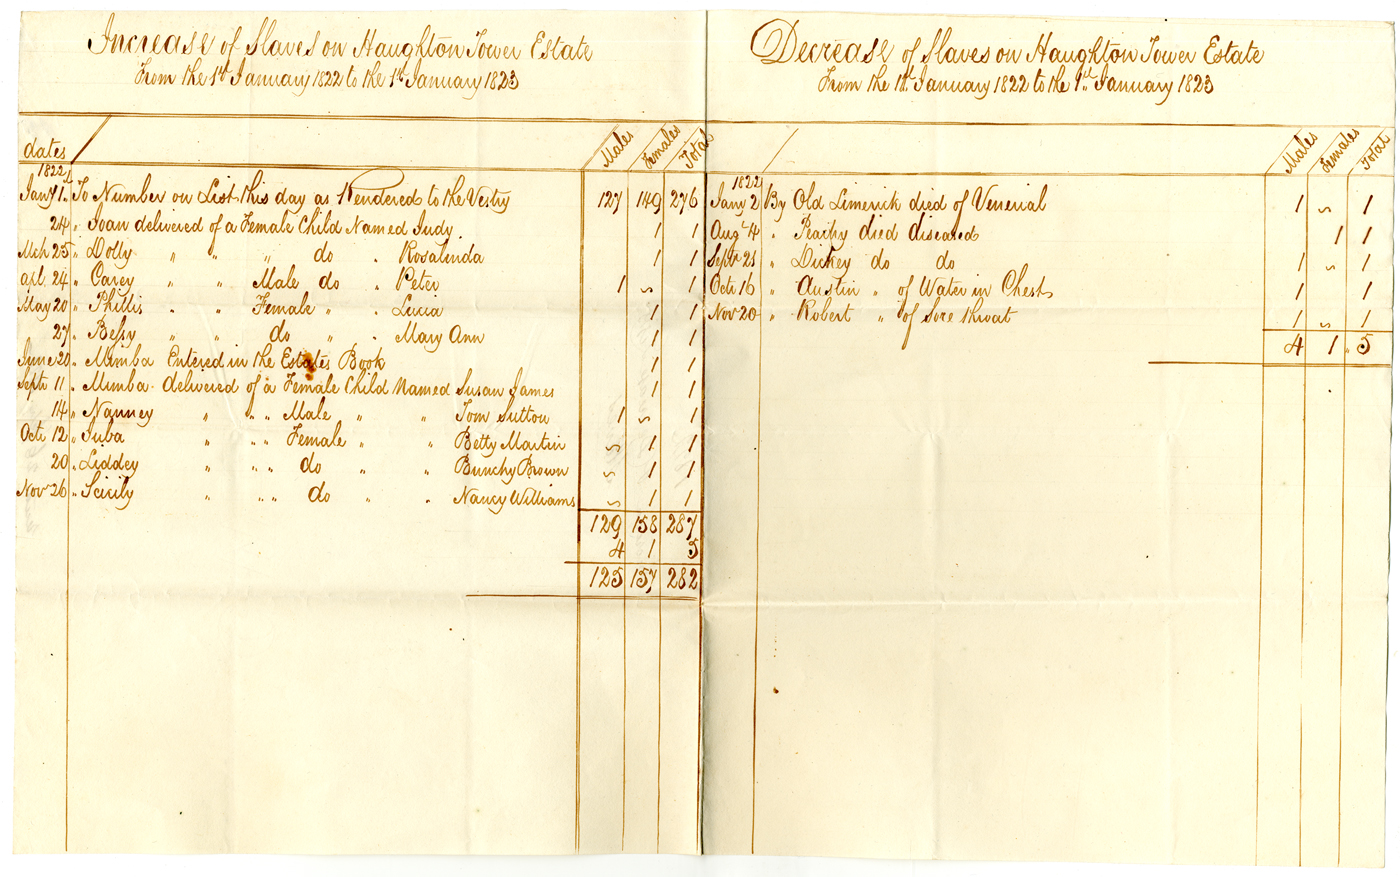 Increase of Slaves on Haughton Tower Estate
From the 1st January 1822 to the 1st January 1823
dates Males Females Total
1822
Jany 1. To Number on List this day as Rendered to the Vestry 127 149 276
24 " Joan delivered of a Female Child Named Judy. 1 1
Mch 25 " Dolly " " " do " Rosalinda 1 1
apl. 24 " Carey " " Male do " Peter 1 " 1
May 20 " Phillis " " Female " " Lucia 1 1
27 " Bessy " " do " " Mary Ann 1 1
June 20 " Mimba Entered in the Estates Book 1 1
Septr 11 " Mimba delivered of a Female Child Named Susan James 1 1
14 " Nanney " " " Male " " Tom Sutton 1 " 1
Octr 12 " Juba " " " Female " " Betty Martin " 1 1
20 " Liddey " " " do " " Bunchy Brown " 1 1
Novr 26 " Scicily " " " do " " Nancy Williams " 1 1
129 158 287
4 1 5
125 157 282
Decrease of Slaves on Haughton Tower Estate
From the 1st. January 1822 to the 1st January 1823
Males Females Total
1822
Jany 2 By Old Limerick died of Venerial 1 " 1
Augt 4 " Peachy died diseased 1 1
Septr 25 " Dickey do do 1 " 1
Octr 16 " Austin " of Water in Chest 1 1
Novr 20 " Robert " of Sore throat 1 " 1
4 1 " 5